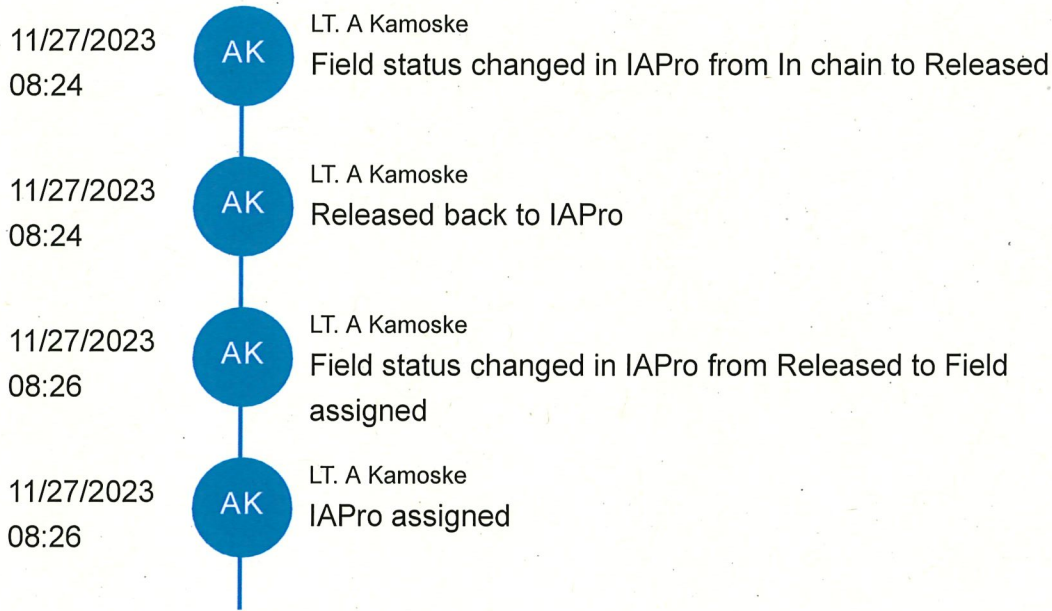 11/27/2023
08:24
AK
LT. A Kamoske
Field status changed in IAPro from In chain to Released
11/27/2023
08:24
AK
LT. A Kamoske
Released back to IAPro
11/27/2023
08:26
AK
LT. A Kamoske
Field status changed in IAPro from Released to Field
assigned
11/27/2023
08:26
AK
LT. A Kamoske
IAPro assigned